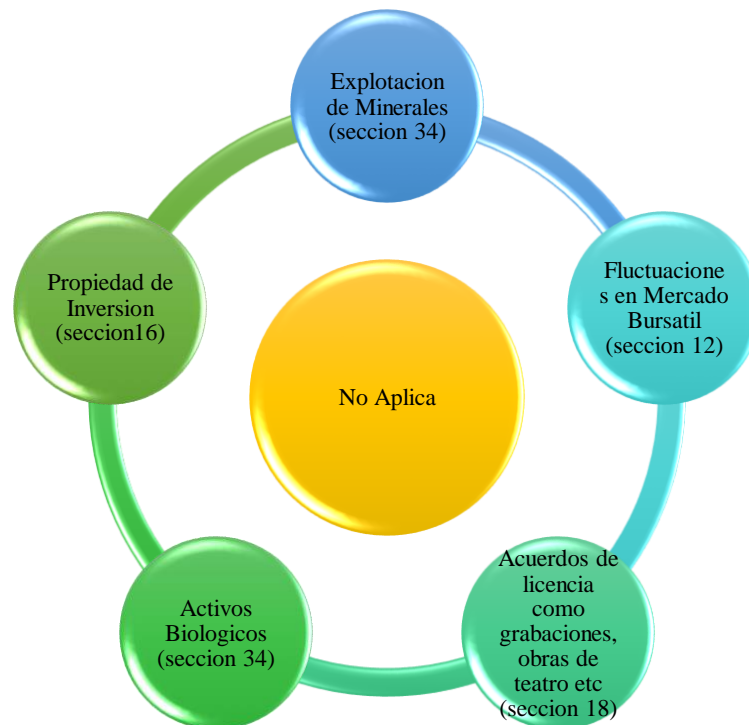 Explotacion
de Minerales
(seccion 34)
Fluctuacione
s en Mercado
Bursatil
(seccion 12)
Acuerdos de
licencia
como
grabaciones,
obras de
teatro etc
(seccion 18)
Activos
Biologicos
(seccion 34)
Propiedad de
Inversion
(seccion16)
No Aplica